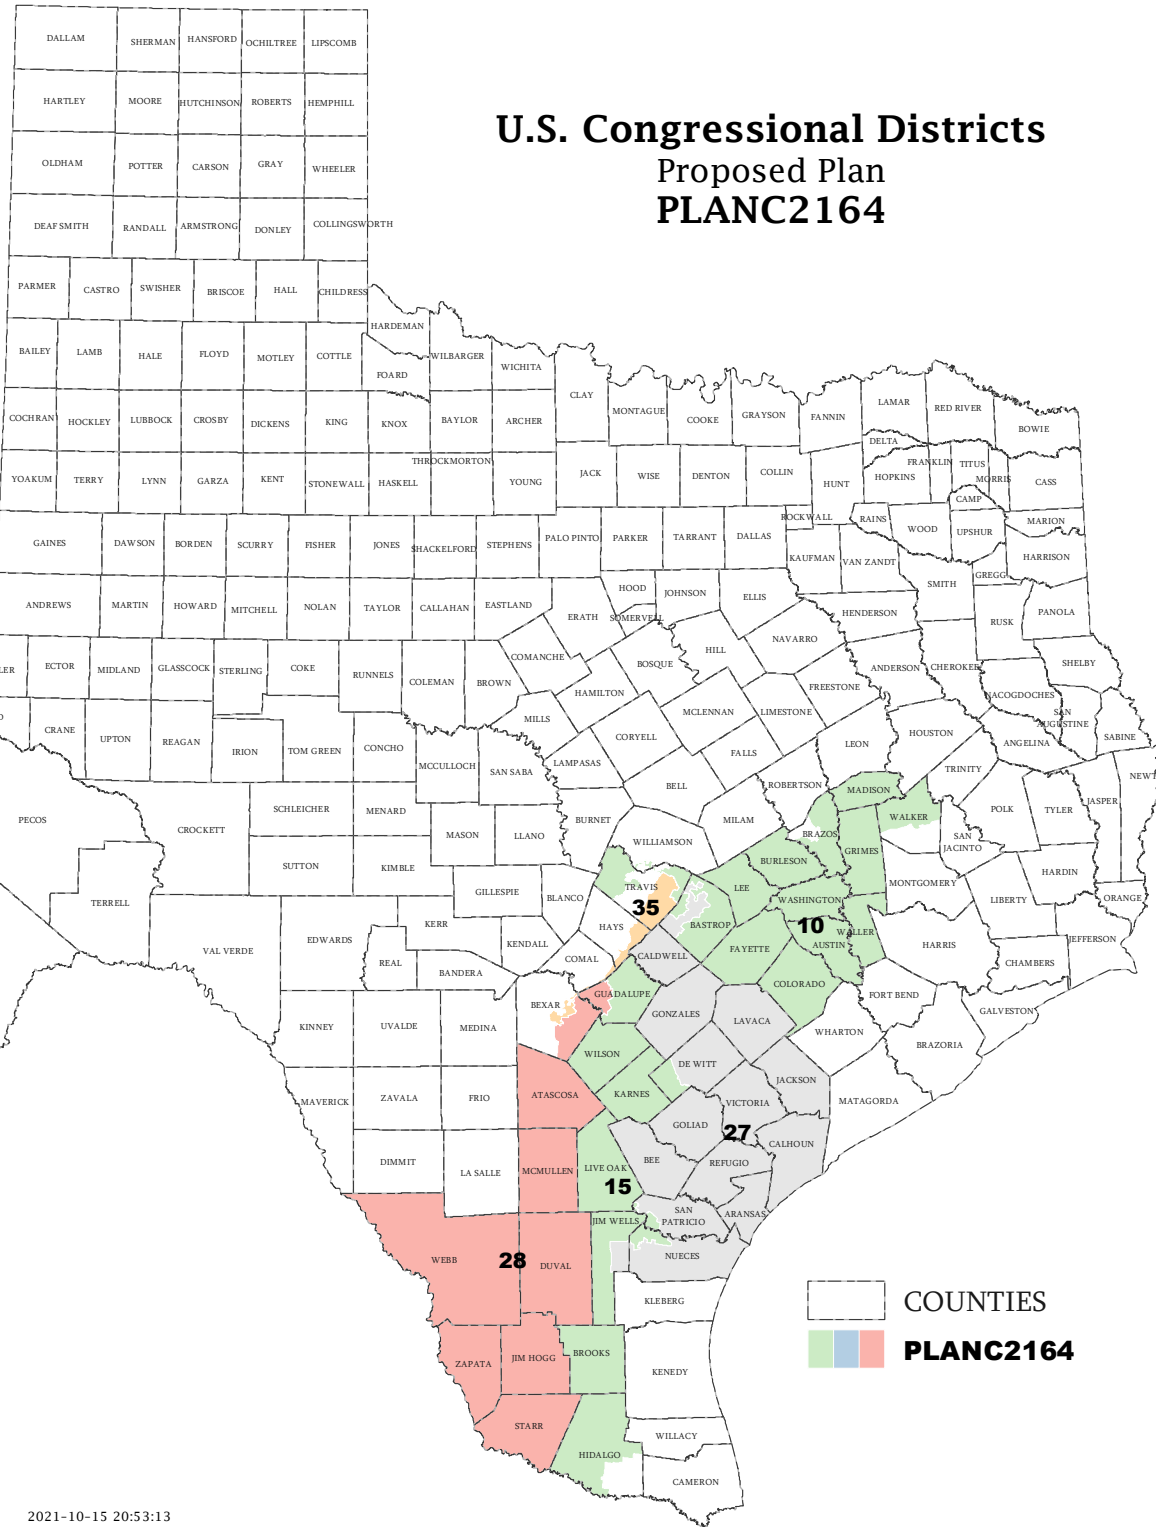 U.S. Congressional Districts
Proposed Plan
PLANC2164
DALLAM
SHERMAN
HANSFORD
OCHILTREE
LIPSCOMB
HARTLEY
MOORE
HUTCHINSON
ROBERTS
HEMPHILL
OLDHAM
POTTER
CARSON
GRAY
WHEELER
DEAF SMITH
RANDALL
ARMSTRONG
DONLEY
COLLINGSWORTH
PARMER
CASTRO
SWISHER
BRISCOE
HALL
CHILDRESS
HARDEMAN
BAILEY
LAMB
HALE
FLOYD
MOTLEY
COTTLE
FOARD
WILBARGER
WICHITA
CLAY
MONTAGUE
COOKE
GRAYSON
FANNIN
LAMAR
RED RIVER
BOWIE
COCHRAN
HOCKLEY
LUBBOCK
CROSBY
DICKENS
KING
KNOX
BAYLOR
ARCHER
DELTA
YOAKUM
TERRY
LYNN
GARZA
KENT
STONEWALL
HASKELL
THROCKMORTON
YOUNG
JACK
WISE
DENTON
COLLIN
HUNT
HOPKINS
FRANKLIN
TITUS
MORRIS
CASS
CAMP
GAINES
DAWSON
BORDEN
SCURRY
FISHER
JONES
SHACKELFORD
STEPHENS
PALO PINTO
PARKER
TARRANT
DALLAS
ROCKWALL
RAINS
WOOD
UPSHUR
MARION
KAUFMAN
VAN ZANDT
HARRISON
GREGG
SMITH
ANDREWS
MARTIN
HOWARD
MITCHELL
NOLAN
TAYLOR
CALLAHAN
EASTLAND
ERATH
HOOD
SOMERVELL
JOHNSON
ELLIS
HENDERSON
RUSK
PANOLA
LER
ECTOR
MIDLAND
GLASSCOCK
STERLING
COKE
RUNNELS
COLEMAN
BROWN
COMANCHE
HAMILTON
BOSQUE
HILL
NAVARRO
ANDERSON
CHEROKEE
SHELBY
FREESTONE
NACOGDOCHES
SAN
AUGUSTINE
SABINE
CRANE
UPTON
REAGAN
IRION
TOM GREEN
CONCHO
MCCULLOCH
SAN SABA
MILLS
LAMPASAS
CORYELL
MCLENNAN
LIMESTONE
FALLS
LEON
HOUSTON
ANGELINA
TRINITY
PECOS
CROCKETT
SCHLEICHER
MENARD
MASON
LLANO
BURNET
BELL
MILAM
ROBERTSON
MADISON
WALKER
POLK
TYLER
JASPER
NEWT
SUTTON
KIMBLE
WILLIAMSON
BRAZOS
GRIMES
SAN
JACINTO
BURLESON
TERRELL
GILLESPIE
BLANCO
TRAVIS
35
LEE
WASHINGTON
MONTGOMERY
LIBERTY
HARDIN
ORANGE
VAL VERDE
EDWARDS
KERR
REAL
KENDALL
HAYS
BASTROP
10
AUSTIN
WALLER
HARRIS
JEFFERSON
CHAMBERS
BANDERA
COMAL
CALDWELL
FAYETTE
COLORADO
FORT BEND
GALVESTON
KINNEY
UVALDE
MEDINA
BEXAR
GUADALUPE
GONZALES
LAVACA
WHARTON
BRAZORIA
WILSON
DE WITT
JACKSON
MATAGORDA
MAVERICK
ZAVALA
FRIO
ATASCOSA
KARNES
VICTORIA
GOLIAD
27
CALHOUN
DIMMIT
LA SALLE
MCMULLEN
LIVE OAK
15
BEE
REFUGIO
ARANSAS
SAN
PATRICIO
JIM WELLS
NUECES
WEBB
28
DUVAL
KLEBERG
COUNTIES
PLANC2164
ZAPATA
JIM HOGG
BROOKS
KENEDY
STARR
HIDALGO
WILLACY
CAMERON
2021-10-15 20:53:13